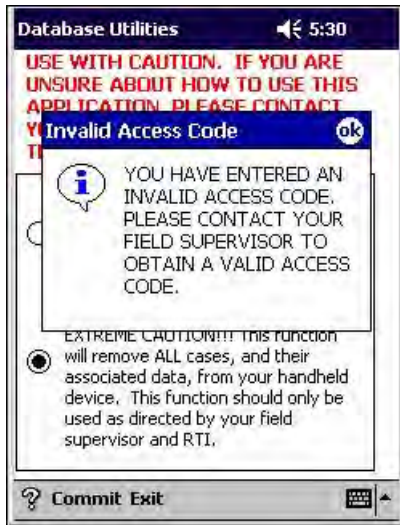 Database Utilities 5:30
USE WITH CAUTION. IF YOU ARE
UNSURE ABOUT HOW TO USE THIS
APPLICATION, PLEASE CONTACT
Invalid Access Code ok
YOU HAVE ENTERED AN
INVALID ACCESS CODE.
PLEASE CONTACT YOUR
FIELD SUPERVISOR TO
OBTAIN A VALID ACCESS
CODE.
EXTREME CAUTION!!! This function
will remove ALL cases, and their
associated data, from your handheld
device. This function should only be
used as directed by your field
supervisor and RTI.
Commit Exit